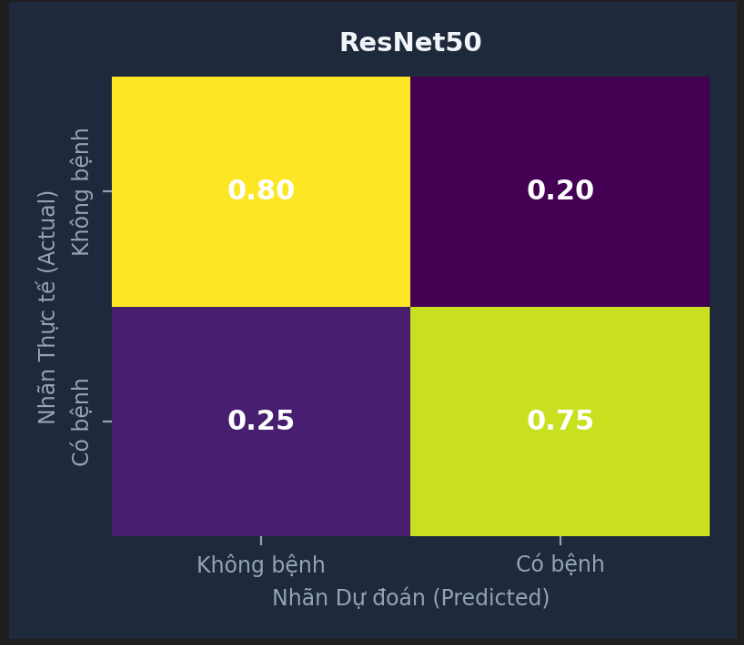 ResNet50
Nhãn Thực tế (Actual)
Không bệnh
0.80
0.20
Có bệnh
0.25
0.75
Không bệnh
Có bệnh
Nhãn Dự đoán (Predicted)